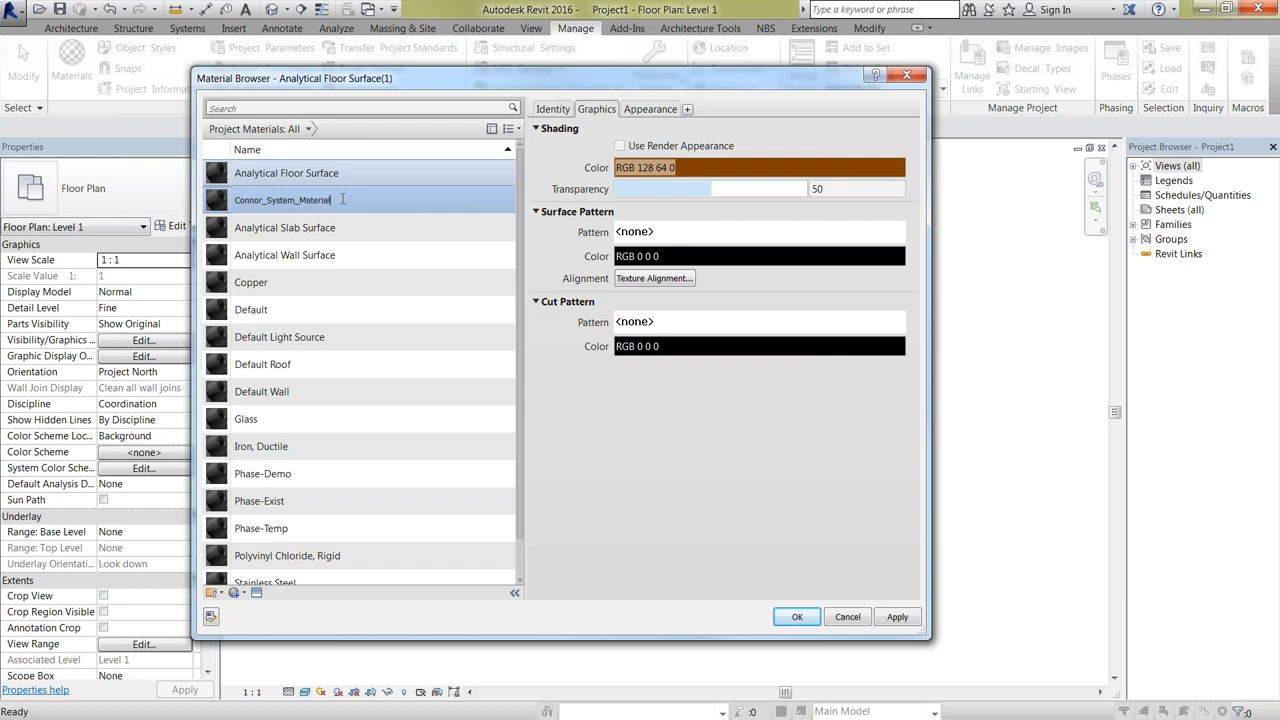 Autodesk Revit 2016 - Project1 - Floor Plan: Level 1
Type a keyword or phrase
Sign In
Architecture Structure Systems Insert Annotate Analyze Massing & Site Collaborate View Manage Add-Ins Architecture Tools NBS Extensions Modify
Modify
Materials
Object Styles
Snaps
Project Parameters
Transfer Project Standards
Structural Settings
Location
Add to Set
Manage Links
Manage Images
Decal Types
Starting View
Phases
Save
Load
Edit
Select
Manage Project
Phasing
Selection
Inquiry
Macros
Properties
Floor Plan
Floor Plan: Level 1
Edit
Graphics
View Scale 1 : 1
Scale Value 1: 1
Display Model Normal
Detail Level Fine
Parts Visibility Show Original
Visibility/Graphics Edit...
Graphic Display O... Edit...
Orientation Project North
Wall Join Display Clean all wall joins
Discipline Coordination
Show Hidden Lines By Discipline
Color Scheme Loc... Background
Color Scheme <none>
System Color Sche... Edit...
Default Analysis D... None
Sun Path
Underlay
Range: Base Level None
Range: Top Level None
Underlay Orientati... Look down
Extents
Crop View
Crop Region Visible
Annotation Crop
View Range Edit...
Associated Level Level 1
Properties help
Apply
Material Browser - Analytical Floor Surface(1)
Search
Project Materials: All
Name
Analytical Floor Surface
Connor_System_Material
Analytical Slab Surface
Analytical Wall Surface
Copper
Default
Default Light Source
Default Roof
Default Wall
Glass
Iron, Ductile
Phase-Demo
Phase-Exist
Phase-Temp
Polyvinyl Chloride, Rigid
Stainless Steel
Identity Graphics Appearance
Shading
Use Render Appearance
Color RGB 128 64 0
Transparency 50
Surface Pattern
Pattern <none>
Color RGB 0 0 0
Alignment Texture Alignment...
Cut Pattern
Pattern <none>
Color RGB 0 0 0
OK Cancel Apply
Project Browser - Project1
Views (all)
Legends
Schedules/Quantities
Sheets (all)
Families
Groups
Revit Links
Ready
1 : 1
:0
Main Model
:0